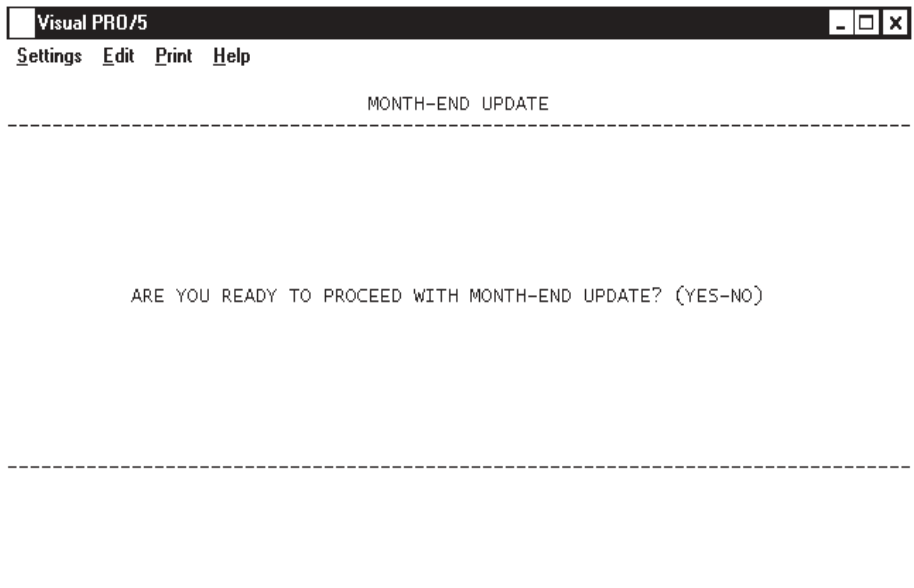 Visual PRO/5
Settings Edit Print Help
MONTH-END UPDATE
ARE YOU READY TO PROCEED WITH MONTH-END UPDATE? (YES-NO)